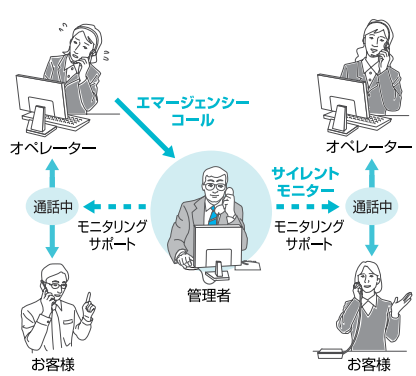 エマージェンシー
コール
オペレーター
オペレーター
サイレント
モニター
通話中
モニタリング
サポート
モニタリング
サポート
通話中
管理者
お客様
お客様